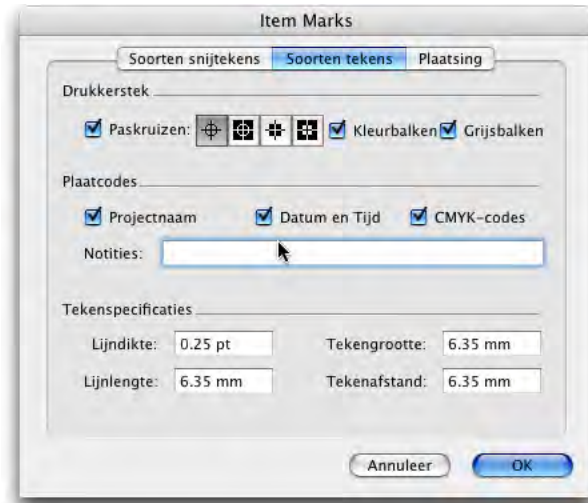 Item Marks
Soorten snijtekens Soorten tekens Plaatsing
Drukkerstek
Paskruizen: Kleurbalken Grijsbalken
Plaatcodes
Projectnaam Datum en Tijd CMYK-codes
Notities:
Tekenspecificaties
Lijndikte: 0.25 pt Tekengrootte: 6.35 mm
Lijnlengte: 6.35 mm Tekenafstand: 6.35 mm
Annuleer OK